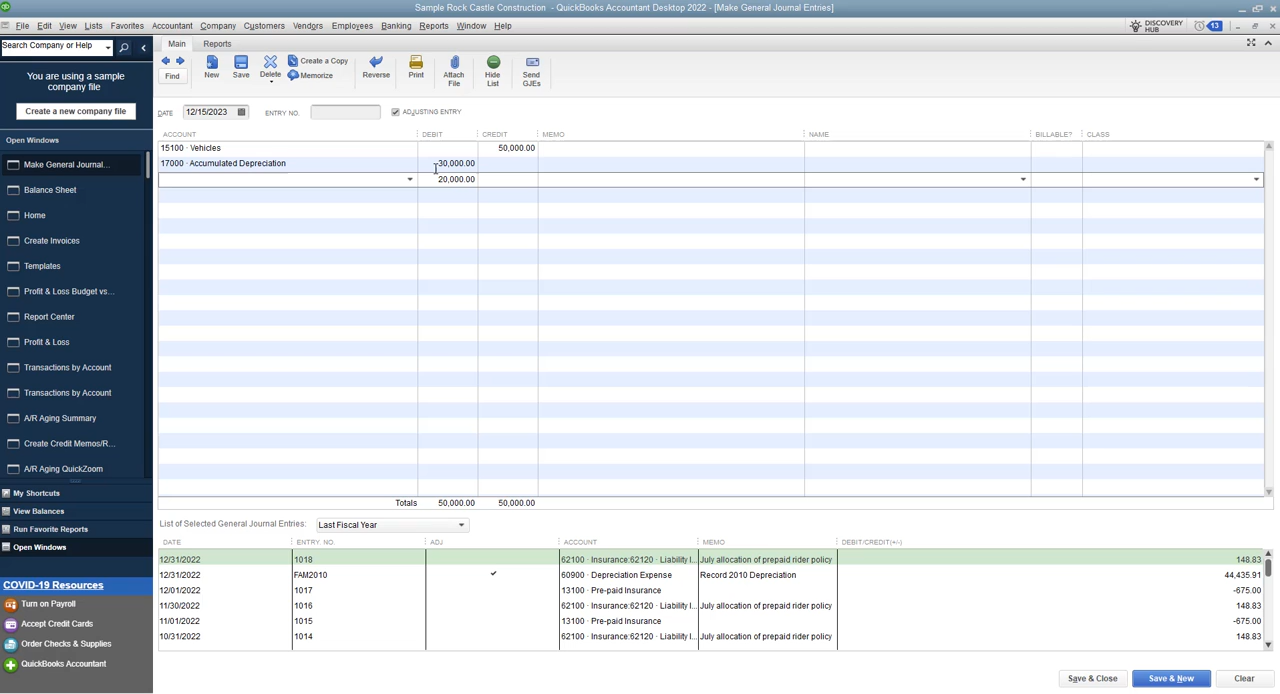 Sample Rock Castle Construction - QuickBooks Accountant Desktop 2022 - [Make General Journal Entries]
File Edit View Lists Favorites Accountant Company Customers Vendors Employees Banking Reports Window Help
DISCOVERY HUB 13
Search Company or Help
Main Reports
You are using a sample
company file
Create a new company file
Find New Save Delete Create a Copy Memorize Reverse Print Attach File Hide List Send GJEs
DATE 12/15/2023 ENTRY NO. ADJUSTING ENTRY
ACCOUNT DEBIT CREDIT MEMO NAME BILLABLE? CLASS
15100 · Vehicles 50,000.00
17000 · Accumulated Depreciation 30,000.00
20,000.00
Totals 50,000.00 50,000.00
Open Windows
Make General Journal...
Balance Sheet
Home
Create Invoices
Templates
Profit & Loss Budget vs...
Report Center
Profit & Loss
Transactions by Account
Transactions by Account
A/R Aging Summary
Create Credit Memos/R...
A/R Aging QuickZoom
My Shortcuts
View Balances
Run Favorite Reports
Open Windows
COVID-19 Resources
Turn on Payroll
Accept Credit Cards
Order Checks & Supplies
QuickBooks Accountant
List of Selected General Journal Entries: Last Fiscal Year
DATE ENTRY. NO ADJ ACCOUNT MEMO DEBIT/CREDIT(+/-)
12/31/2022 1018 62100 · Insurance:62120 · Liability I... July allocation of prepaid rider policy 148.83
12/31/2022 FAM2010 60900 · Depreciation Expense Record 2010 Depreciation 44,435.91
12/01/2022 1017 13100 · Pre-paid Insurance -675.00
11/30/2022 1016 62100 · Insurance:62120 · Liability I... July allocation of prepaid rider policy 148.83
11/01/2022 1015 13100 · Pre-paid Insurance -675.00
10/31/2022 1014 62100 · Insurance:62120 · Liability I... July allocation of prepaid rider policy 148.83
Save & Close Save & New Clear